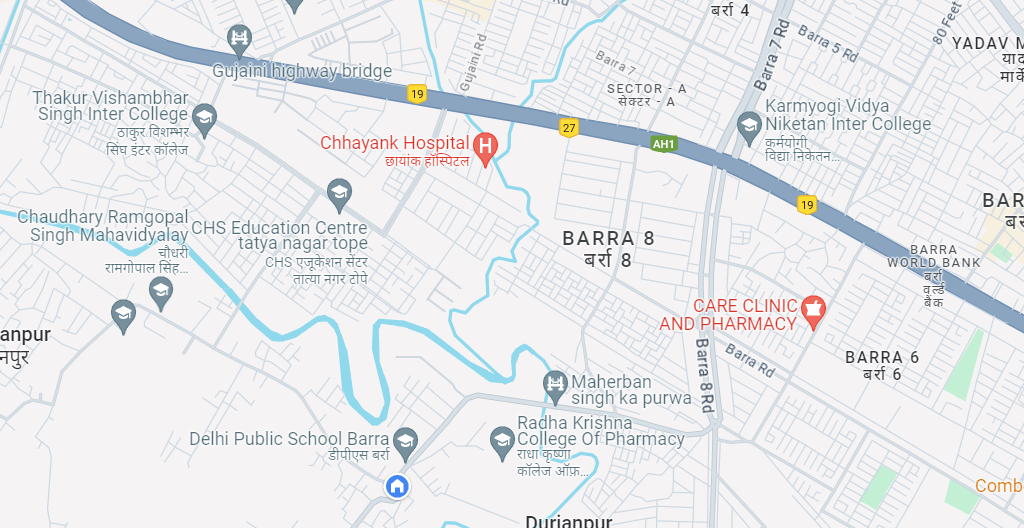 बर्रा 4
Barra 7 Rd
Barra 5 Rd
80 Feet
YADAV M
Gujaini Rd
Gujaini highway bridge
Barra 7
19
SECTOR - A
सेक्टर - A
Thakur Vishambhar
Singh Inter College
ठाकुर विशम्भर
सिंघ इंटर कॉलेज
Chhayank Hospital
छायांक हॉस्पिटल
27
AH1
Karmyogi Vidya
Niketan Inter College
कर्मयोगी
विद्या निकेतन...
19
BAR
Chaudhary Ramgopal
Singh Mahavidyalay
चौधरी
रामगोपाल सिंह...
CHS Education Centre
tatya nagar tope
CHS एजूकेशन सेंटर
तात्या नगर टोपे
BARRA 8
बर्रा 8
BARRA
WORLD BANK
बर्रा
वर्ल्ड
बैंक
CARE CLINIC
AND PHARMACY
anpur
नपुर
Barra 8 Rd
Barra Rd
BARRA 6
बर्रा 6
Maherban
singh ka purwa
Radha Krishna
College Of Pharmacy
राधा कृष्णा
कॉलेज ऑफ़...
Delhi Public School Barra
डीपीएस बर्रा
Comb
Durjanpur